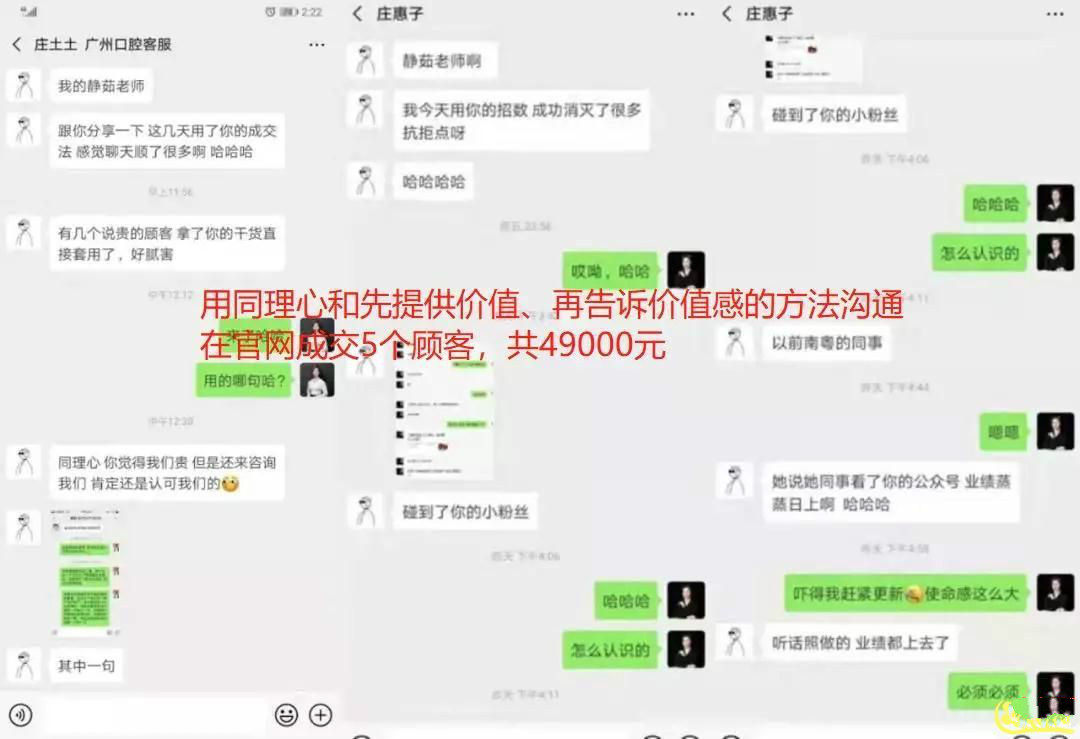 2:22
庄土土 广州口腔客服
我的静茹老师
跟你分享一下 这几天用了你的成交
法 感觉聊天顺了很多啊 哈哈哈
早上11:56
有几个说贵的顾客 拿了你的干货直
接套用了，好腻害
中午12:12
用的哪句哈？
中午12:30
同理心 你觉得我们贵 但是还来咨询
我们 肯定还是认可我们的
其中一句
用同理心和先提供价值、再告诉价值感的方法沟通
在官网成交5个顾客，共49000元
庄惠子
静茹老师啊
我今天用你的招数 成功消灭了很多
抗拒点呀
哈哈哈哈
周五 23:56
哎呦，哈哈
碰到了你的小粉丝
昨天 下午4:06
哈哈哈
怎么认识的
昨天 下午4:11
庄惠子
碰到了你的小粉丝
昨天 下午4:06
哈哈哈
怎么认识的
以前南粤的同事
昨天 下午4:44
嗯嗯
她说她同事看了你的公众号 业绩蒸
蒸日上啊 哈哈哈
昨天 下午4:58
吓得我赶紧更新 使命感这么大
听话照做的 业绩都上去了
必须必须